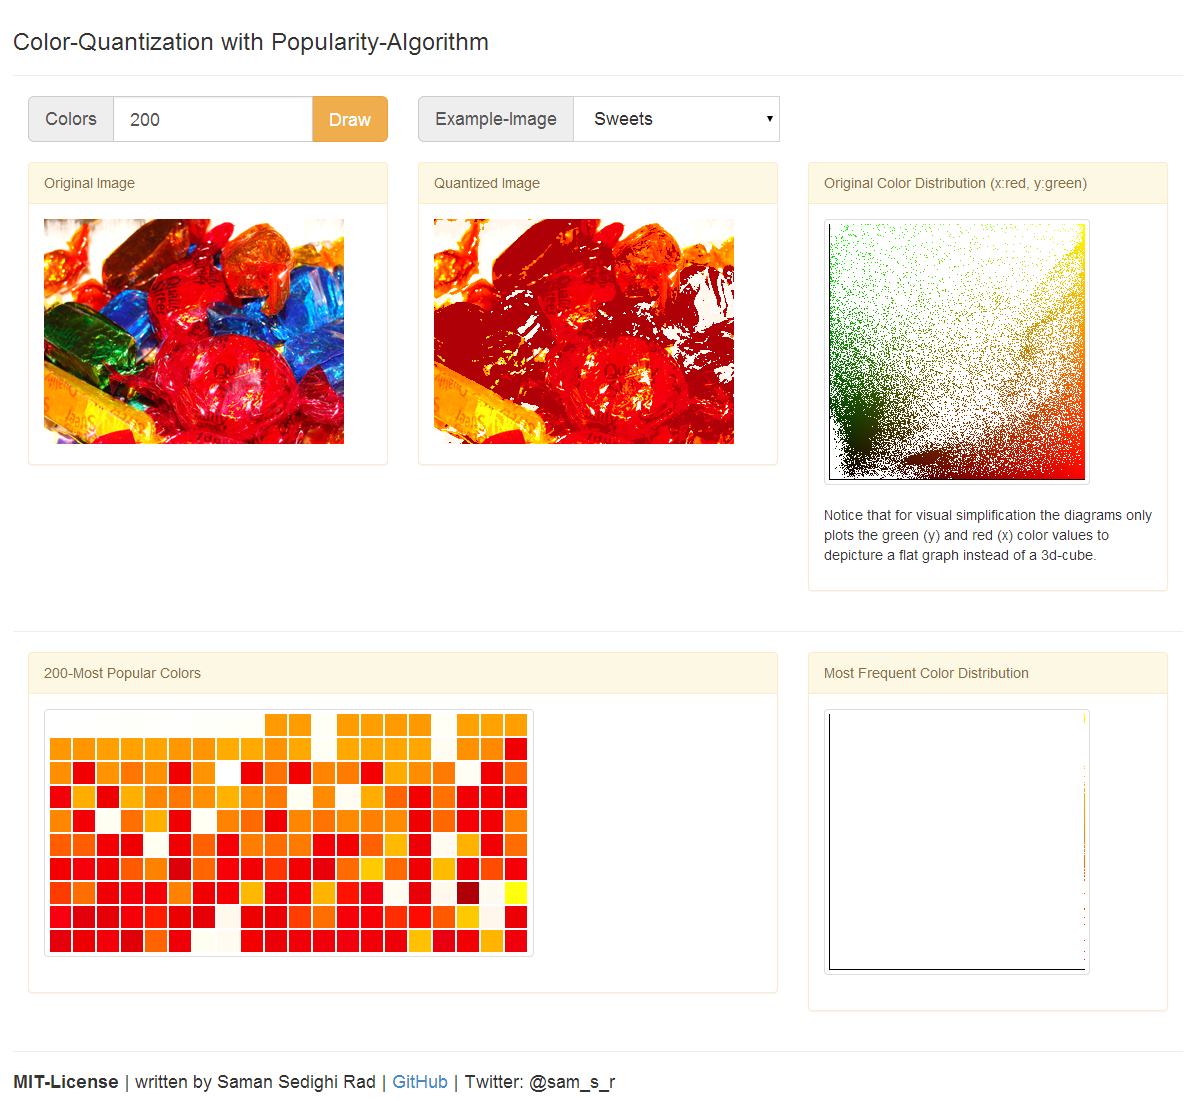 Color-Quantization with Popularity-Algorithm
Colors 200 Draw Example-Image Sweets
Original Image Quantized Image Original Color Distribution (x:red, y:green)
Notice that for visual simplification the diagrams only
plots the green (y) and red (x) color values to
depicture a flat graph instead of a 3d-cube.
200-Most Popular Colors Most Frequent Color Distribution
MIT-License | written by Saman Sedighi Rad | GitHub | Twitter: @sam_s_r